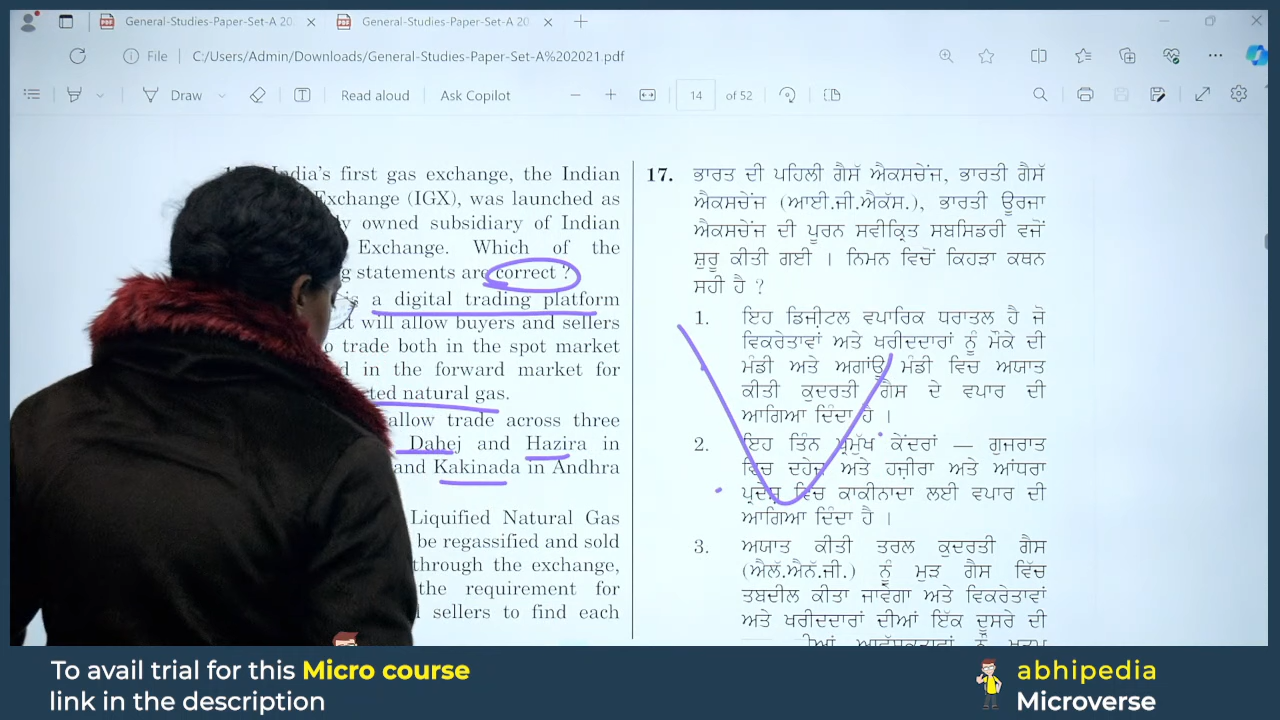 General-Studies-Paper-Set-A 20
General-Studies-Paper-Set-A 20
File C:/Users/Admin/Downloads/General-Studies-Paper-Set-A%202021.pdf
Draw Read aloud Ask Copilot 14 of 52
India's first gas exchange, the Indian
Exchange (IGX), was launched as
owned subsidiary of Indian
Exchange. Which of the
statements are correct ?
is a digital trading platform
will allow buyers and sellers
to trade both in the spot market
in the forward market for
natural gas.
allow trade across three
Dahej and Hazira in
and Kakinada in Andhra
Liquified Natural Gas
be regassified and sold
through the exchange,
the requirement for
sellers to find each
17. ਭਾਰਤ ਦੀ ਪਹਿਲੀ ਗੈਸੱ ਐਕਸਚੇਂਜ, ਭਾਰਤੀ ਗੈਸੱ
ਐਕਸਚੇਂਜ (ਆਈ.ਜੀ.ਐਕੱਸ.), ਭਾਰਤੀ ਊਰਜਾ
ਐਕਸਚੇਂਜ ਦੀ ਪੂਰਨ ਸਵੀਕ੍ਰਿਤ ਸਬਸਿਡਰੀ ਵਜੋਂ
ਸ਼ੁਰੂ ਕੀਤੀ ਗਈ । ਨਿਮਨ ਵਿਚੋਂ ਕਿਹੜਾ ਕਥਨ
ਸਹੀ ਹੈ ?
1. ਇਹ ਡਿਜੀਟਲ ਵਪਾਰਿਕ ਧਰਾਤਲ ਹੈ ਜੋ
ਵਿਕਰੇਤਾਵਾਂ ਅਤੇ ਖਰੀਦਦਾਰਾਂ ਨੂੰ ਮੌਕੇ ਦੀ
ਮੰਡੀ ਅਤੇ ਅਗਾਂਊ ਮੰਡੀ ਵਿਚ ਅਯਾਤ
ਕੀਤੀ ਕੁਦਰਤੀ ਗੈਸ ਦੇ ਵਪਾਰ ਦੀ
ਆਗਿਆ ਦਿੰਦਾ ਹੈ ।
2. ਇਹ ਤਿੰਨ ਪ੍ਰਮੁੱਖ ਕੇਂਦਰਾਂ — ਗੁਜਰਾਤ
ਵਿਚ ਦਹੇਜ ਅਤੇ ਹਜ਼ੀਰਾ ਅਤੇ ਆਂਧਰਾ
ਪ੍ਰਦੇਸ਼ ਵਿਚ ਕਾਕੀਨਾਦਾ ਲਈ ਵਪਾਰ ਦੀ
ਆਗਿਆ ਦਿੰਦਾ ਹੈ ।
3. ਅਯਾਤ ਕੀਤੀ ਤਰਲ ਕੁਦਰਤੀ ਗੈਸ
(ਐਲੱ.ਐਨੱ.ਜੀ.) ਨੂੰ ਮੁੜ ਗੈਸ ਵਿੱਚ
ਤਬਦੀਲ ਕੀਤਾ ਜਾਵੇਗਾ ਅਤੇ ਵਿਕਰੇਤਾਵਾਂ
ਅਤੇ ਖਰੀਦਦਾਰਾਂ ਦੀਆਂ ਇੱਕ ਦੂਸਰੇ ਦੀ
To avail trial for this Micro course
link in the description
abhipedia
Microverse